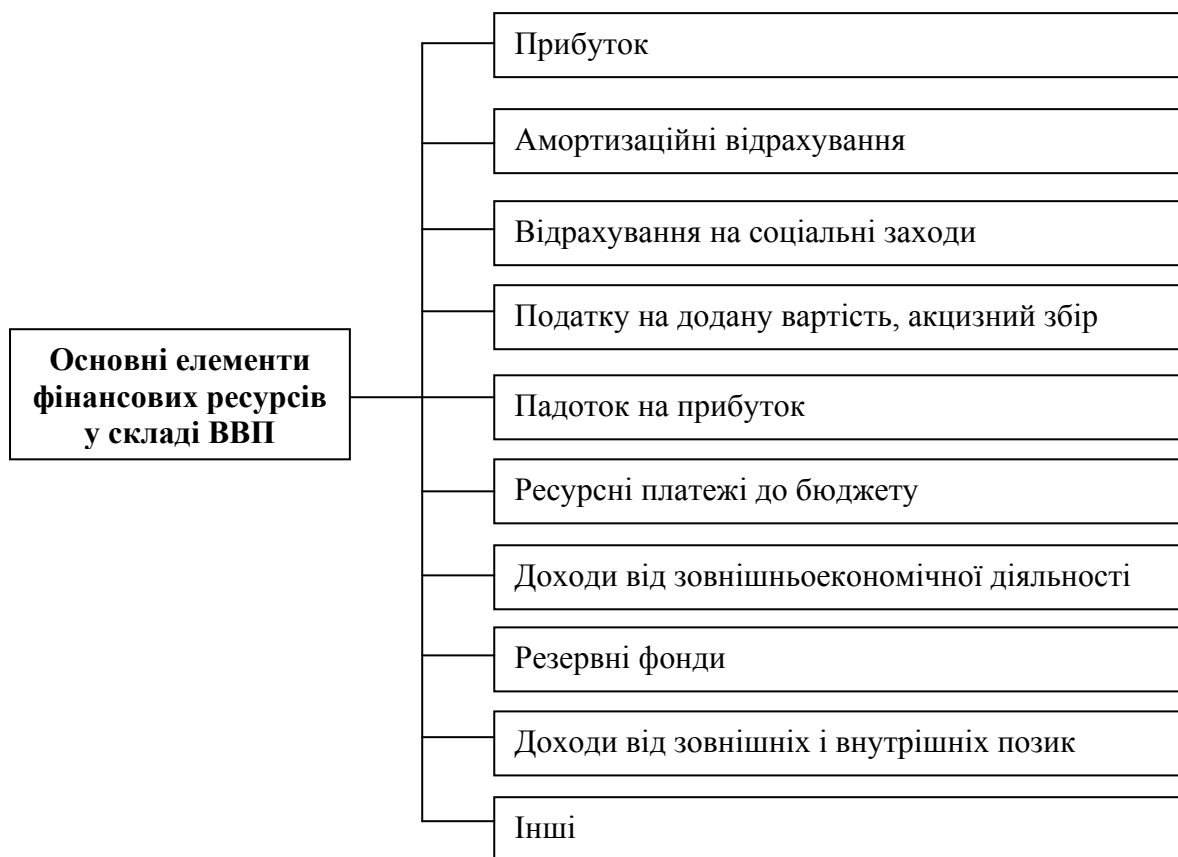 Прибуток
Амортизаційні відрахування
Відрахування на соціальні заходи
Податку на додану вартість, акцизний збір
Основні елементи
фінансових ресурсів
у складі ВВП
Падоток на прибуток
Ресурсні платежі до бюджету
Доходи від зовнішньоекономічної діяльності
Резервні фонди
Доходи від зовнішніх і внутрішніх позик
Інші